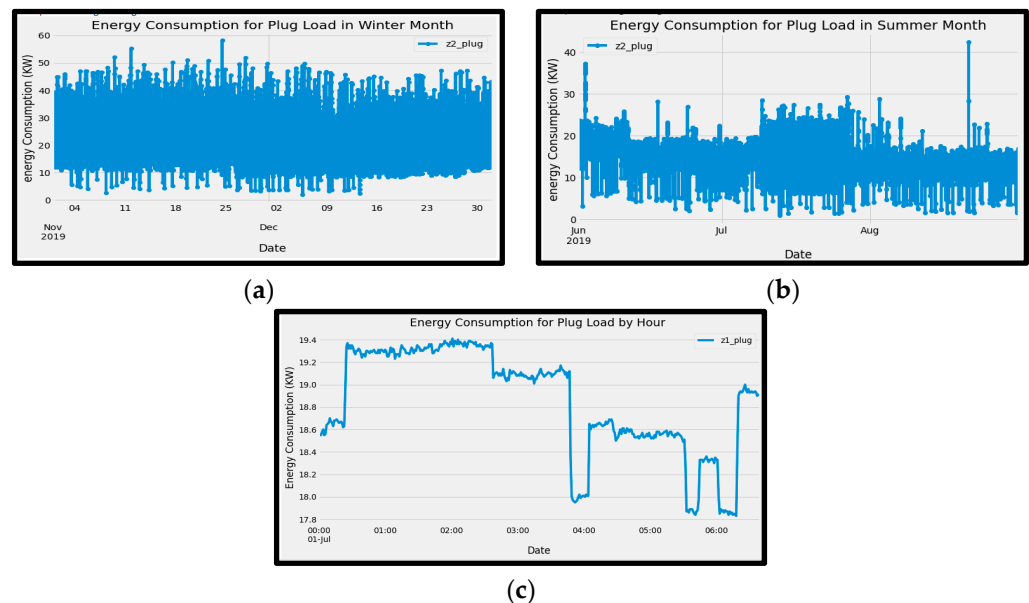 Energy Consumption for Plug Load in Winter Month
z2_plug
energy Consumption (KW)
60
50
40
30
20
10
0
04 11 18 25 02 09 16 23 30
Nov Dec
2019
Date
(a)
Energy Consumption for Plug Load in Summer Month
z2_plug
energy Consumption (KW)
40
30
20
10
0
Jun Jul Aug
2019
Date
(b)
Energy Consumption for Plug Load by Hour
z1_plug
Energy Consumption (KW)
19.4
19.2
19.0
18.8
18.6
18.4
18.2
18.0
17.8
00:00 01:00 02:00 03:00 04:00 05:00 06:00
01-Jul
Date
(c)